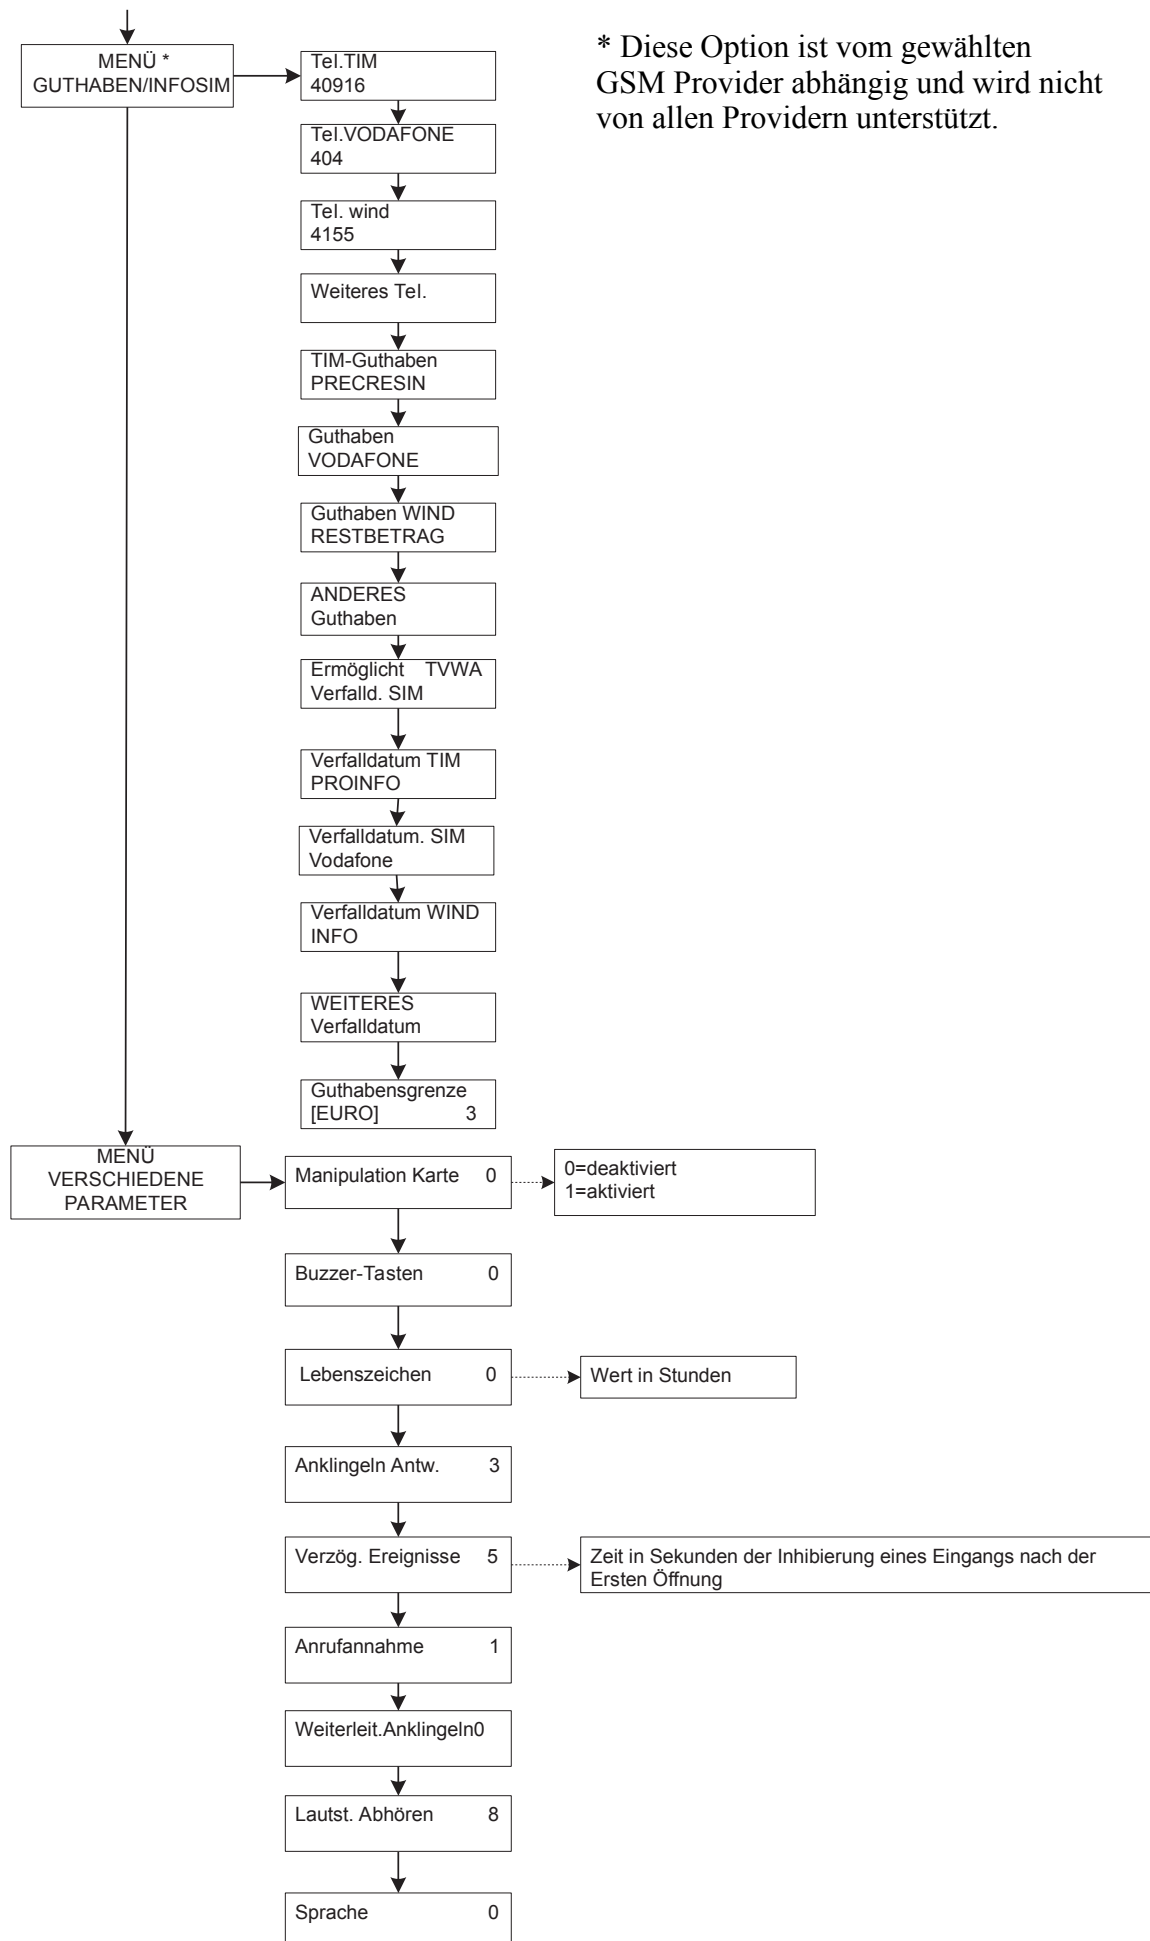 MENÜ *
GUTHABEN/INFOSIM
Tel.TIM
40916
* Diese Option ist vom gewählten
GSM Provider abhängig und wird nicht
von allen Providern unterstützt.
Tel.VODAFONE
404
Tel. wind
4155
Weiteres Tel.
TIM-Guthaben
PRECRESIN
Guthaben
VODAFONE
Guthaben WIND
RESTBETRAG
ANDERES
Guthaben
Ermöglicht TVWA
Verfalld. SIM
Verfalldatum TIM
PROINFO
Verfalldatum. SIM
Vodafone
Verfalldatum WIND
INFO
WEITERES
Verfalldatum
Guthabensgrenze
[EURO] 3
MENÜ
VERSCHIEDENE
PARAMETER
Manipulation Karte 0
0=deaktiviert
1=aktiviert
Buzzer-Tasten 0
Lebenszeichen 0
Wert in Stunden
Anklingeln Antw. 3
Verzög. Ereignisse 5
Zeit in Sekunden der Inhibierung eines Eingangs nach der
Ersten Öffnung
Anrufannahme 1
Weiterleit.Anklingeln0
Lautst. Abhören 8
Sprache 0